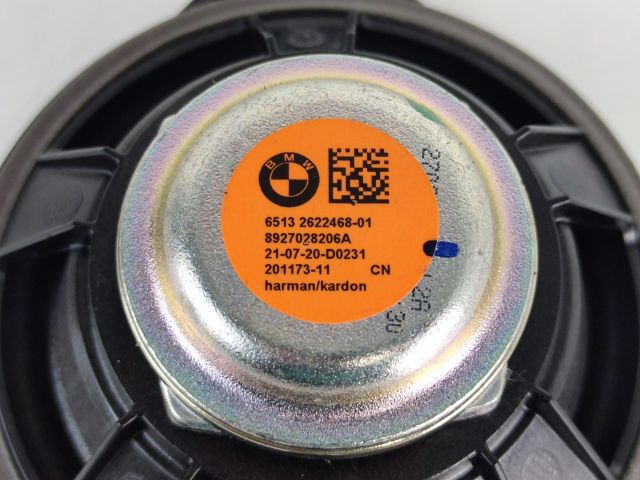 BMW
6513 2622468-01
8927028206A
21-07-20-D0231
201173-11 CN
harman/kardon